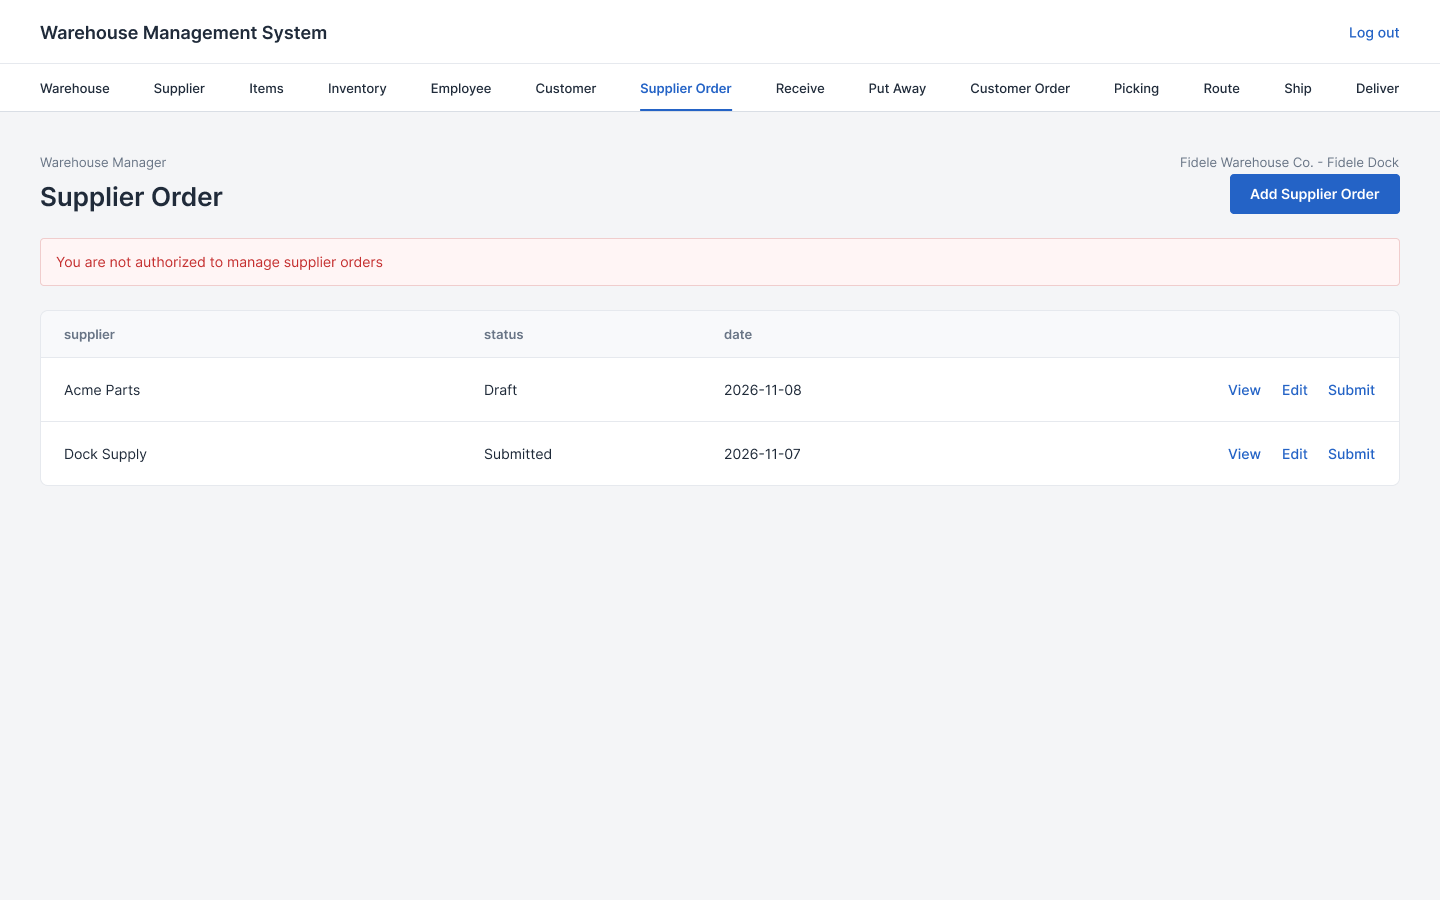 Warehouse Management System
Log out
Warehouse Supplier Items Inventory Employee Customer Supplier Order Receive Put Away Customer Order Picking Route Ship Deliver
Warehouse Manager
Fidele Warehouse Co. - Fidele Dock
Supplier Order
Add Supplier Order
You are not authorized to manage supplier orders
supplier status date
Acme Parts Draft 2026-11-08 View Edit Submit
Dock Supply Submitted 2026-11-07 View Edit Submit